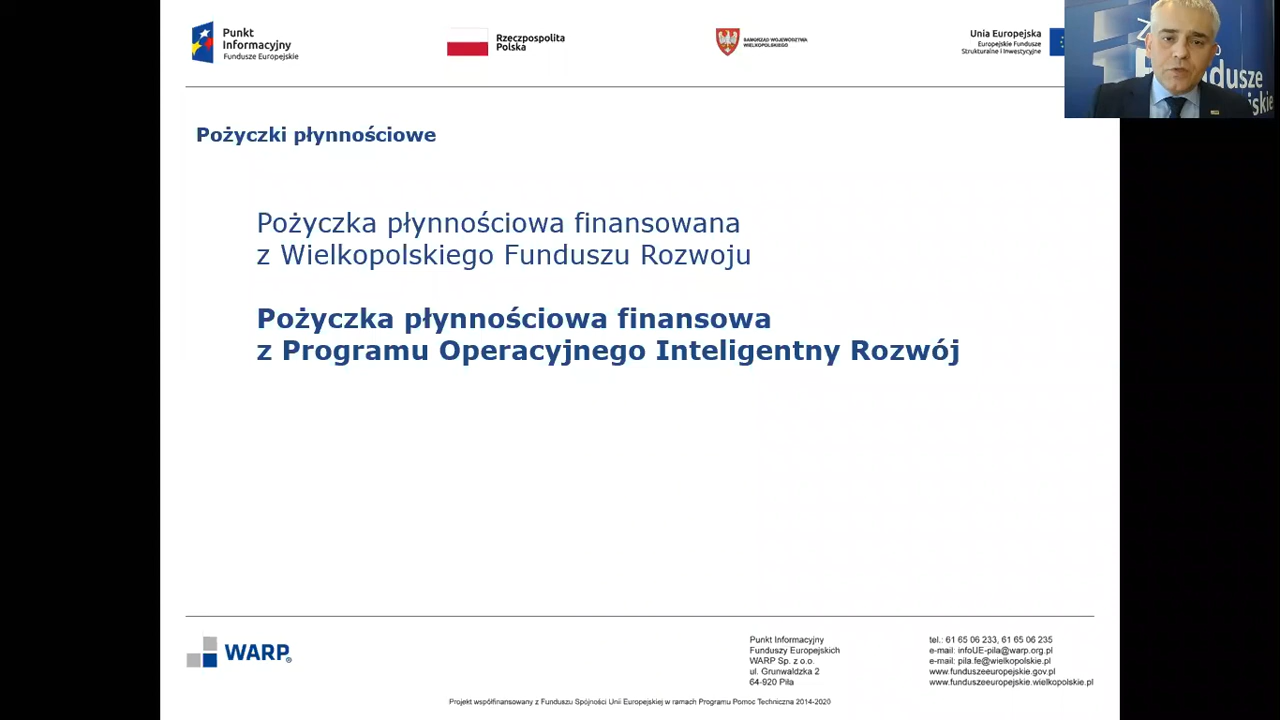 Punkt
Informacyjny
Fundusze Europejskie
Rzeczpospolita
Polska
SAMORZĄD WOJEWÓDZTWA
WIELKOPOLSKIEGO
Unia Europejska
Europejskie Fundusze
Strukturalne i Inwestycyjne
Pożyczki płynnościowe
Pożyczka płynnościowa finansowana
z Wielkopolskiego Funduszu Rozwoju
Pożyczka płynnościowa finansowa
z Programu Operacyjnego Inteligentny Rozwój
WARP
Punkt Informacyjny
Funduszy Europejskich
WARP Sp. z o.o.
ul. Grunwaldzka 2
64-920 Piła
tel.: 61 65 06 233, 61 65 06 235
e-mail: infoUE-pila@warp.org.pl
e-mail: pila.fe@wielkopolskie.pl
www.funduszeeuropejskie.gov.pl
www.funduszeeuropejskie.wielkopolskie.pl
Projekt współfinansowany z Funduszu Spójności Unii Europejskiej w ramach Programu Pomoc Techniczna 2014-2020